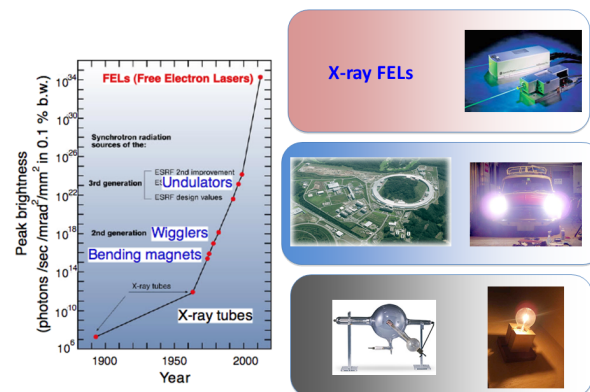 10^34
10^30
10^26
10^22
10^18
10^14
10^10
10^6
Peak brightness
(photons /sec /mrad^2/mm^2 in 0.1 % b.w.)
FELs (Free Electron Lasers)
Synchrotron radiation
sources of the:
ESRF 2nd improvement
3rd generation
Undulators
ESRF design values
2nd generation
Wigglers
Bending magnets
X-ray tubes
X-ray tubes
1900
1950
2000
Year
X-ray FELs